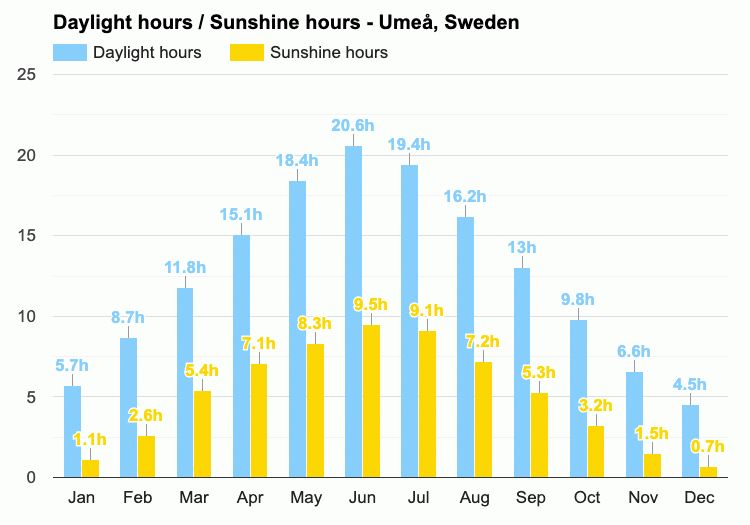 Daylight hours / Sunshine hours - Umeå, Sweden
Daylight hours Sunshine hours
25
20
15
10
5
0
5.7h 8.7h 11.8h 15.1h 18.4h 20.6h 19.4h 16.2h 13h 9.8h 6.6h 4.5h
1.1h 2.6h 5.4h 7.1h 8.3h 9.5h 9.1h 7.2h 5.3h 3.2h 1.5h 0.7h
Jan Feb Mar Apr May Jun Jul Aug Sep Oct Nov Dec